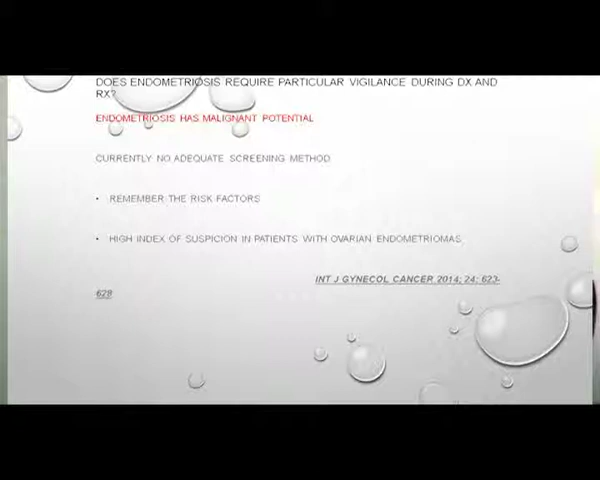 DOES ENDOMETRIOSIS REQUIRE PARTICULAR VIGILANCE DURING DX AND
RX?
ENDOMETRIOSIS HAS MALIGNANT POTENTIAL
CURRENTLY NO ADEQUATE SCREENING METHOD
• REMEMBER THE RISK FACTORS
• HIGH INDEX OF SUSPICION IN PATIENTS WITH OVARIAN ENDOMETRIOMAS.
INT J GYNECOL CANCER 2014; 24: 623-
628